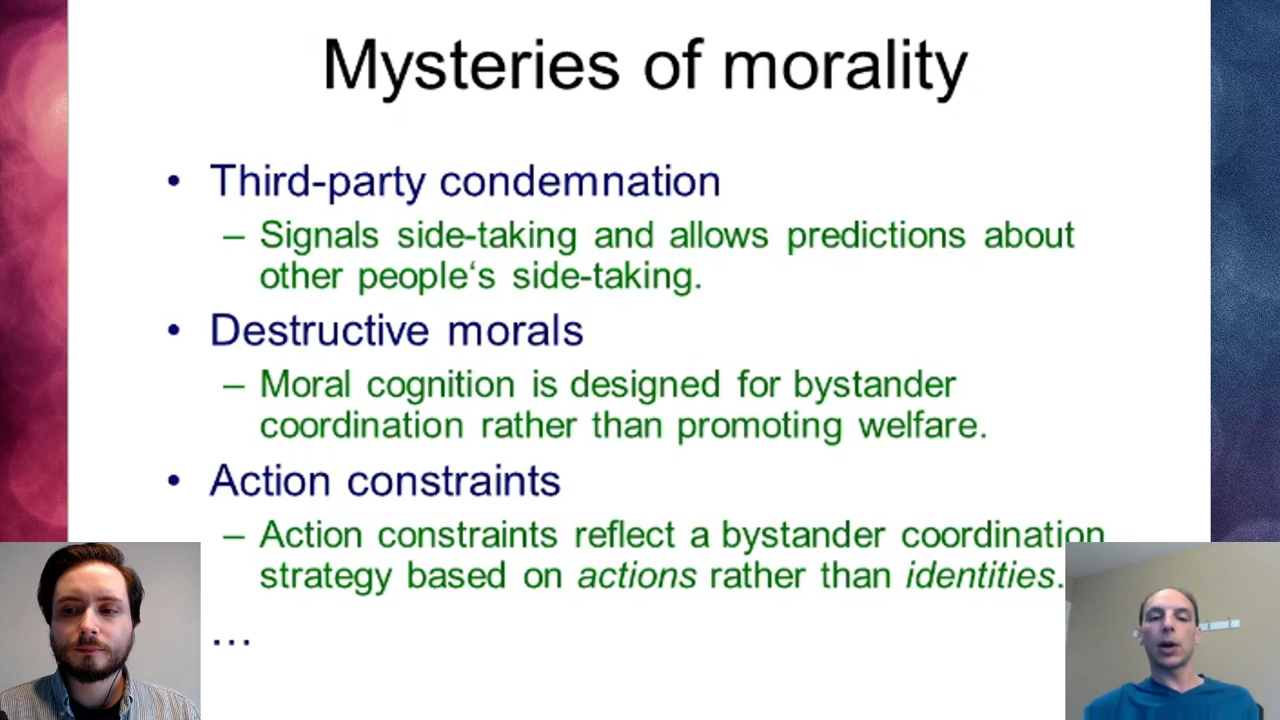 Mysteries of morality
• Third-party condemnation
– Signals side-taking and allows predictions about
other people‘s side-taking.
• Destructive morals
– Moral cognition is designed for bystander
coordination rather than promoting welfare.
• Action constraints
– Action constraints reflect a bystander coordination
strategy based on actions rather than identities.
…